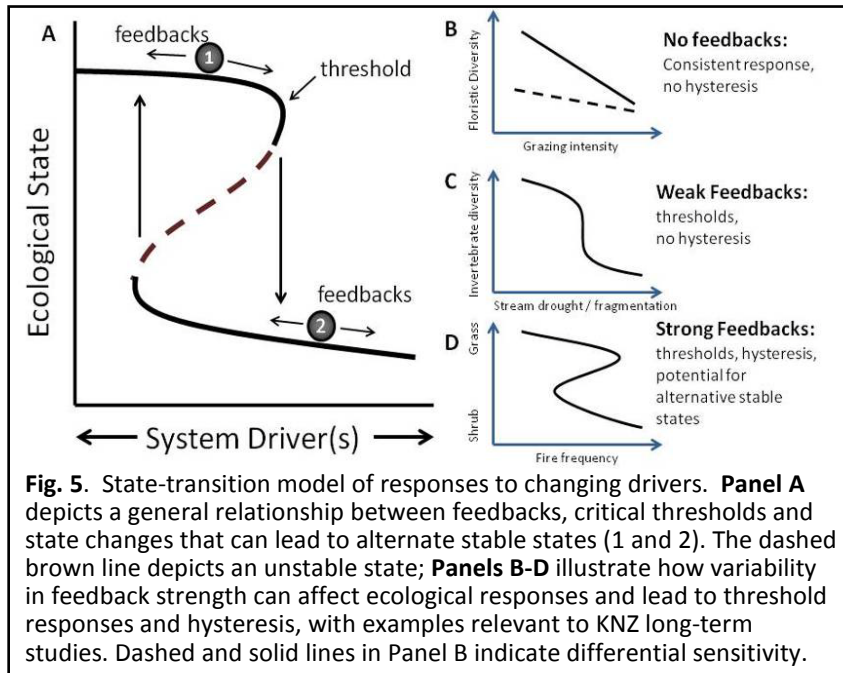 A
feedbacks
1
threshold
feedbacks
2
Ecological State
System Driver(s)
B
Floristic Diversity
Grazing intensity
No feedbacks:
Consistent response,
no hysteresis
C
Invertebrate diversity
Stream drought / fragmentation
Weak Feedbacks:
thresholds,
no hysteresis
D
Grass
Shrub
Fire frequency
Strong Feedbacks:
thresholds, hysteresis,
potential for
alternative stable
states
Fig. 5. State-transition model of responses to changing drivers. Panel A
depicts a general relationship between feedbacks, critical thresholds and
state changes that can lead to alternate stable states (1 and 2). The dashed
brown line depicts an unstable state; Panels B-D illustrate how variability
in feedback strength can affect ecological responses and lead to threshold
responses and hysteresis, with examples relevant to KNZ long-term
studies. Dashed and solid lines in Panel B indicate differential sensitivity.